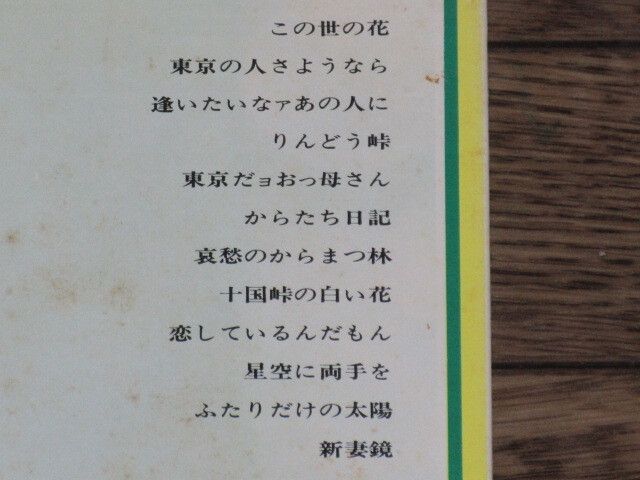 この世の花
東京の人さようなら
逢いたいなァあの人に
りんどう峠
東京だョおっ母さん
からたち日記
哀愁のからまつ林
十国峠の白い花
恋しているんだもん
星空に両手を
ふたりだけの太陽
新妻鏡